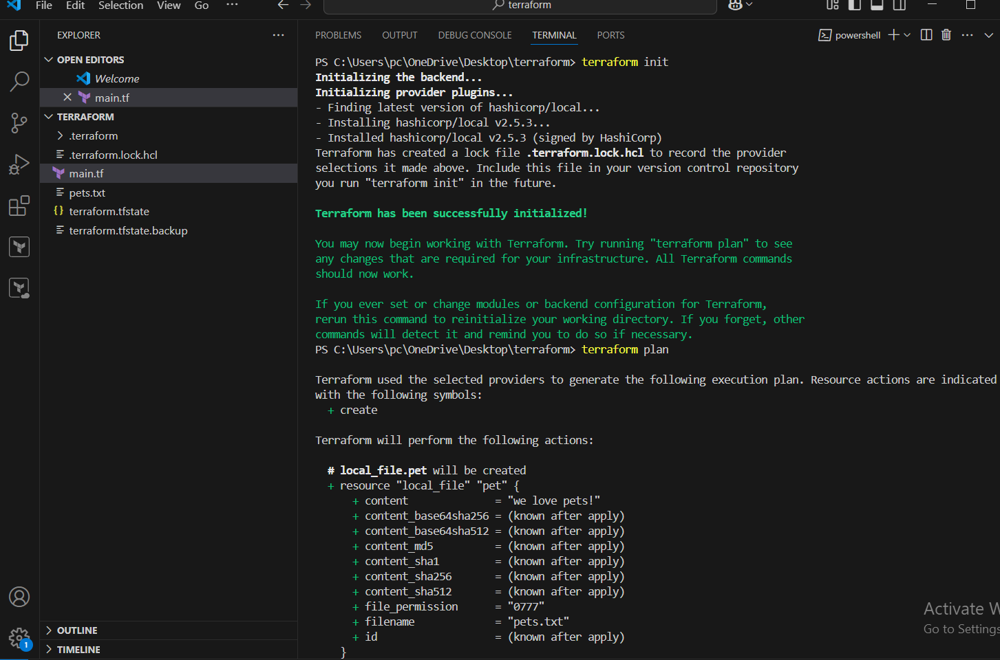 File Edit Selection View Go ··· terraform
EXPLORER ···
OPEN EDITORS
Welcome
main.tf
TERRAFORM
.terraform
.terraform.lock.hcl
main.tf
pets.txt
{} terraform.tfstate
terraform.tfstate.backup
OUTLINE
TIMELINE
1
PROBLEMS OUTPUT DEBUG CONSOLE TERMINAL PORTS powershell ···
PS C:\Users\pc\OneDrive\Desktop\terraform> terraform init
Initializing the backend...
Initializing provider plugins...
- Finding latest version of hashicorp/local...
- Installing hashicorp/local v2.5.3...
- Installed hashicorp/local v2.5.3 (signed by HashiCorp)
Terraform has created a lock file .terraform.lock.hcl to record the provider
selections it made above. Include this file in your version control repository
you run "terraform init" in the future.
Terraform has been successfully initialized!
You may now begin working with Terraform. Try running "terraform plan" to see
any changes that are required for your infrastructure. All Terraform commands
should now work.
If you ever set or change modules or backend configuration for Terraform,
rerun this command to reinitialize your working directory. If you forget, other
commands will detect it and remind you to do so if necessary.
PS C:\Users\pc\OneDrive\Desktop\terraform> terraform plan
Terraform used the selected providers to generate the following execution plan. Resource actions are indicated
with the following symbols:
+ create
Terraform will perform the following actions:
# local_file.pet will be created
+ resource "local_file" "pet" {
+ content = "we love pets!"
+ content_base64sha256 = (known after apply)
+ content_base64sha512 = (known after apply)
+ content_md5 = (known after apply)
+ content_sha1 = (known after apply)
+ content_sha256 = (known after apply)
+ content_sha512 = (known after apply)
+ file_permission = "0777"
+ filename = "pets.txt"
+ id = (known after apply)
}
Activate W
Go to Settings